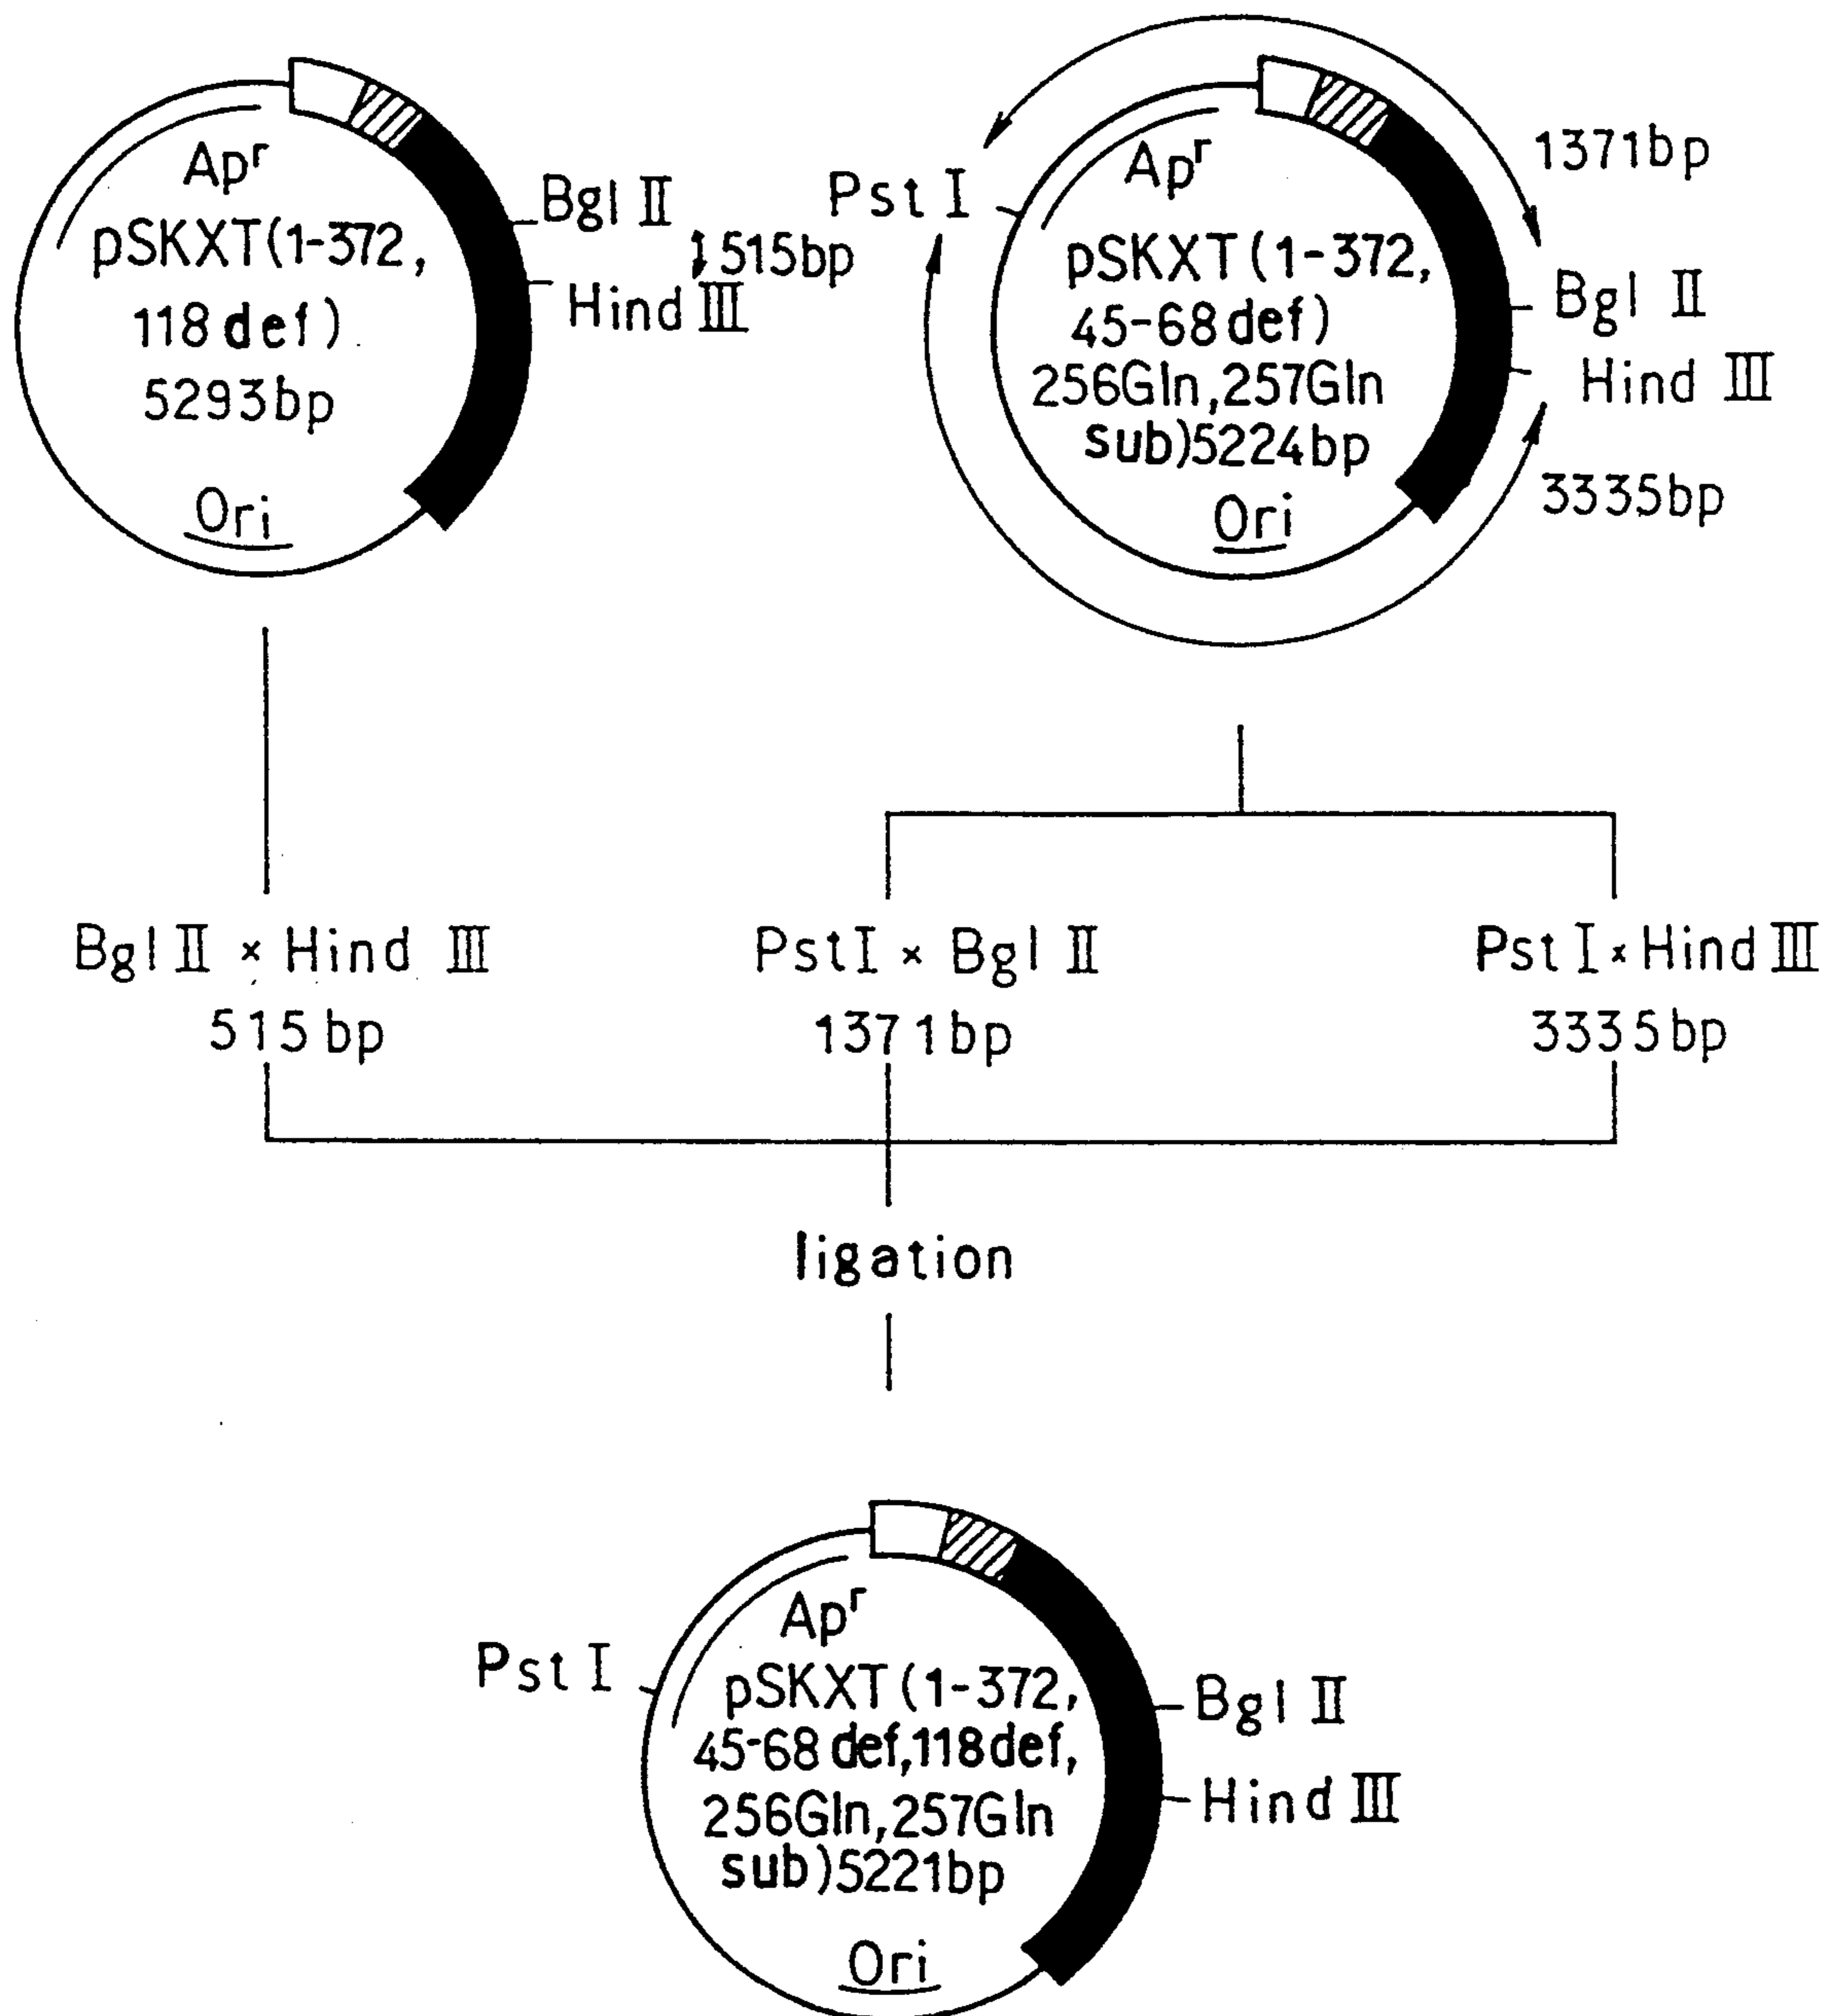 Apʳ
pSKXT(1-372,
118 def)
5293bp
Ori
Bgl II
515bp
Hind III
Pst I
Apʳ
pSKXT(1-372,
45-68 def)
256Gln,257Gln
sub)5224bp
Ori
1371bp
Bgl II
Hind III
3335bp
Bgl II × Hind III
515bp
PstI × Bgl II
1371bp
Pst I × Hind III
3335bp
ligation
Pst I
Apʳ
pSKXT(1-372,
45-68 def,118def,
256Gln,257Gln
sub)5221bp
Ori
Bgl II
Hind III